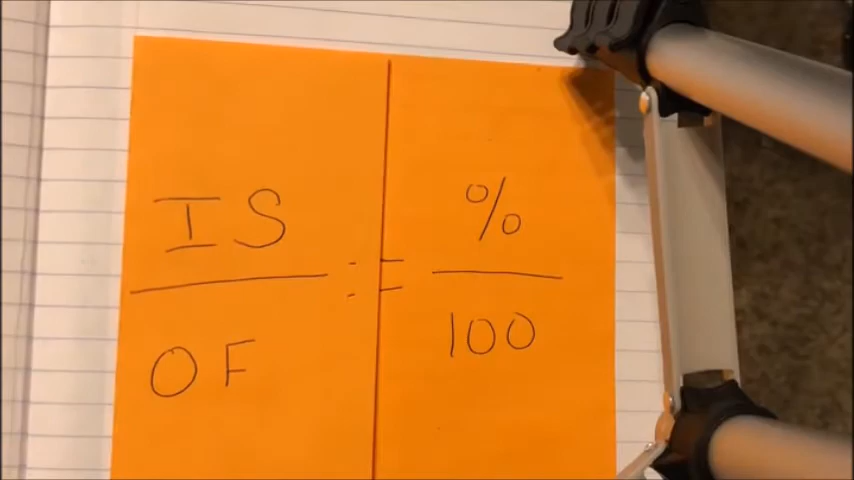 IS = %
OF 100